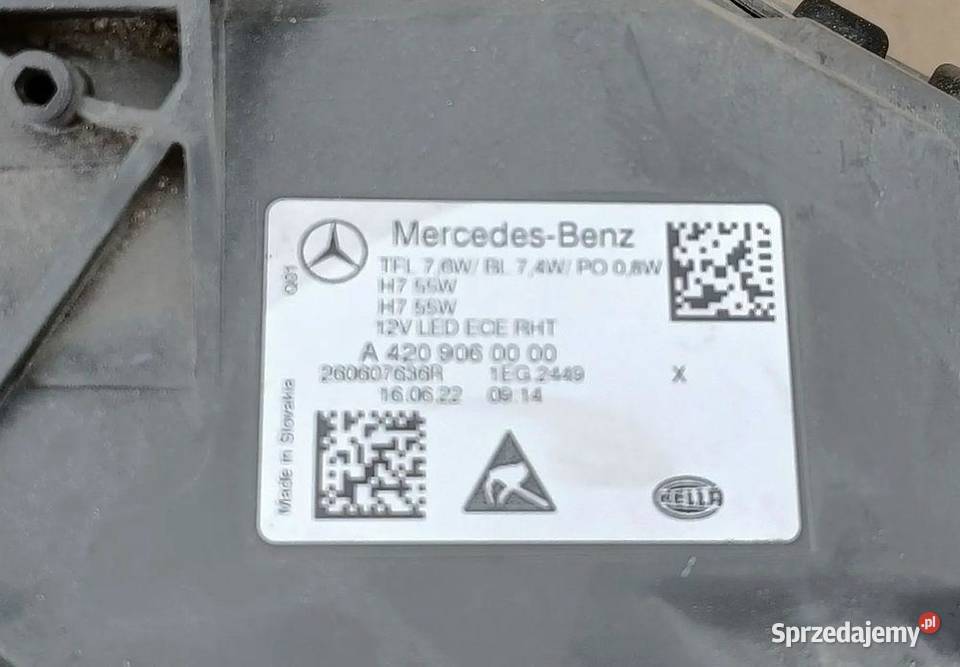 Mercedes-Benz
TFL 7,6W/ BL 7,4W/ PO 0,8W
H7 55W
H7 55W
12V LED ECE RHT
A 420 906 00 00
260607636R 1EG 2449 X
16.06.22 09:14
Made in Slovakia
Q01
HELLA
Sprzedajemy.pl